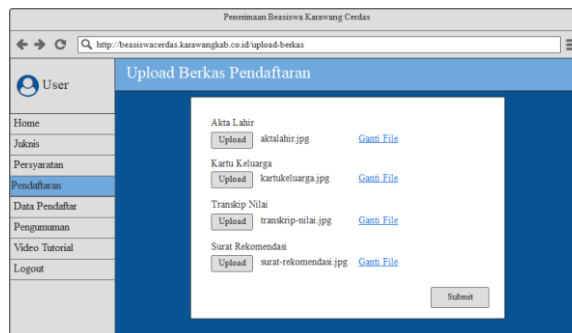 Penerimaan Beasiswa Karawang Cerdas
http://beasiswacerdas.karawangkab.co.id/upload-berkas
User
Upload Berkas Pendaftaran
Home
Juknis
Persyaratan
Pendaftaran
Data Pendaftar
Pengumuman
Video Tutorial
Logout
Akta Lahir
Upload aktalahir.jpg Ganti File
Kartu Keluarga
Upload kartukeluarga.jpg Ganti File
Transkip Nilai
Upload transkrip-nilai.jpg Ganti File
Surat Rekomendasi
Upload surat-rekomendasi.jpg Ganti File
Submit